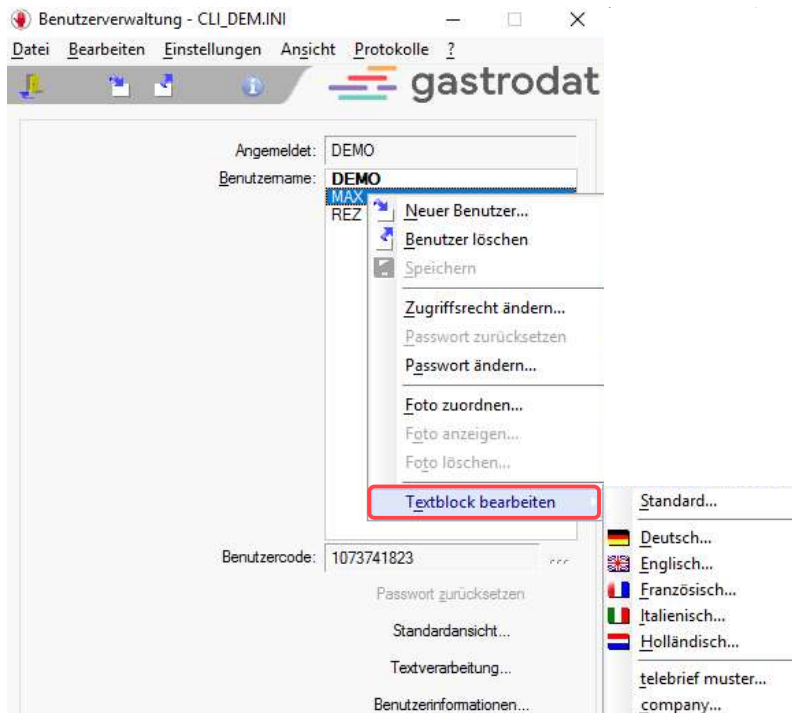 Benutzerverwaltung - CLI_DEM.INI
Datei Bearbeiten Einstellungen Ansicht Protokolle ?
gastrodat
Angemeldet: DEMO
Benutzername: DEMO
MAX
REZ
Neuer Benutzer...
Benutzer löschen
Speichern
Zugriffsrecht ändern...
Passwort zurücksetzen
Passwort ändern...
Foto zuordnen...
Foto anzeigen...
Foto löschen...
Textblock bearbeiten
Standard...
Deutsch...
Englisch...
Französisch...
Italienisch...
Holländisch...
telebrief muster...
company...
Benutzercode: 1073741823 ...
Passwort zurücksetzen
Standardansicht...
Textverarbeitung...
Benutzerinformationen...